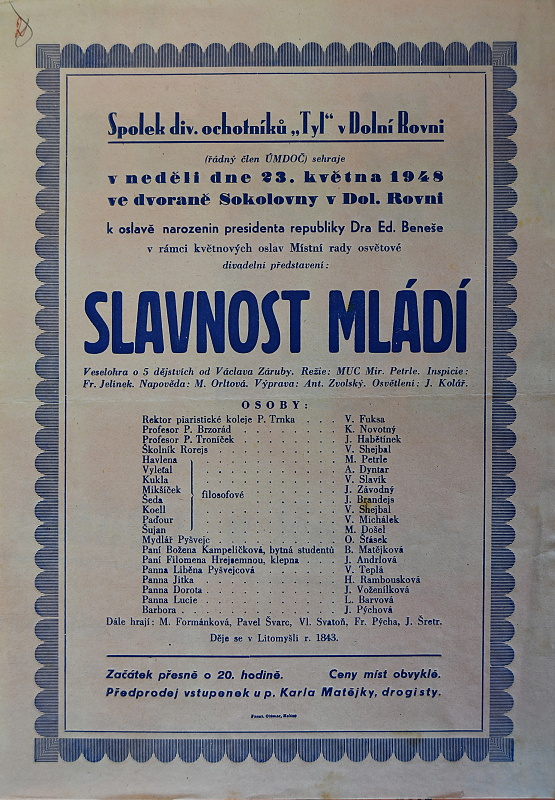 Spolek div. ochotníků „Tyl“ v Dolní Rovni
(řádný člen ÚMDOČ) sehraje
v neděli dne 23. května 1948
ve dvoraně Sokolovny v Dol. Rovni
k oslavě narozenin presidenta republiky Dra Ed. Beneše
v rámci květnových oslav Místní rady osvětové
divadelní představení:
SLAVNOST MLÁDÍ
Veselohra o 5 dějstvích od Václava Záruby. Režie: MUC Mir. Petrle. Inspicie:
Fr. Jelínek. Napověda: M. Orltová. Výprava: Ant. Zvolský. Osvětlení: J. Kolář.
OSOBY:
Rektor piaristické koleje P. Trnka . . . V. Fuksa
Profesor P. Brzorád . . . K. Novotný
Profesor P. Troníček . . . J. Habětínek
Školník Rorejs . . . V. Shejbal
Havlena . . . M. Petrle
Vyleťal . . . A. Dyntar
Kukla . . . V. Slavík
Mikšíček . . . J. Závodný
filosofové
Šeda . . . J. Brandejs
Koell . . . V. Shejbal
Paďour . . . V. Michálek
Šujan . . . M. Došel
Mydlář Pyšvejc . . . O. Šťásek
Paní Božena Kampeličková, bytná studentů B. Matějková
Paní Filomena Hrejsemnou, klepna . . J. Andrlová
Panna Liběna Pyšvejcová . . . V. Teplá
Panna Jitka . . . H. Rambousková
Panna Dorota . . . J. Voženílková
Panna Lucie . . . L. Barvová
Barbora . . . J. Pýchová
Dále hrají: M. Formánková, Pavel Švarc, Vl. Svatoň, Fr. Pýcha, J. Šretr.
Děje se v Litomyšli r. 1843.
Začátek přesně o 20. hodině. Ceny míst obvyklé.
Předprodej vstupenek u p. Karla Matějky, drogisty.